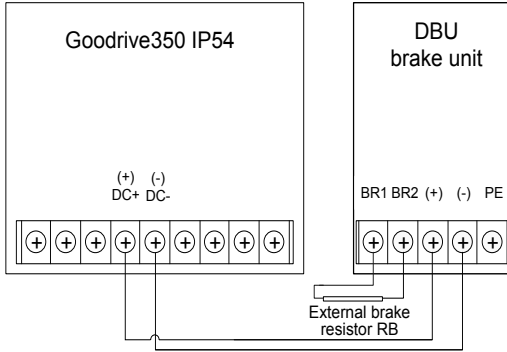 Goodrive350 IP54
DBU
brake unit
(+) (-)
DC+ DC-
BR1 BR2 (+) (-) PE
External brake
resistor RB